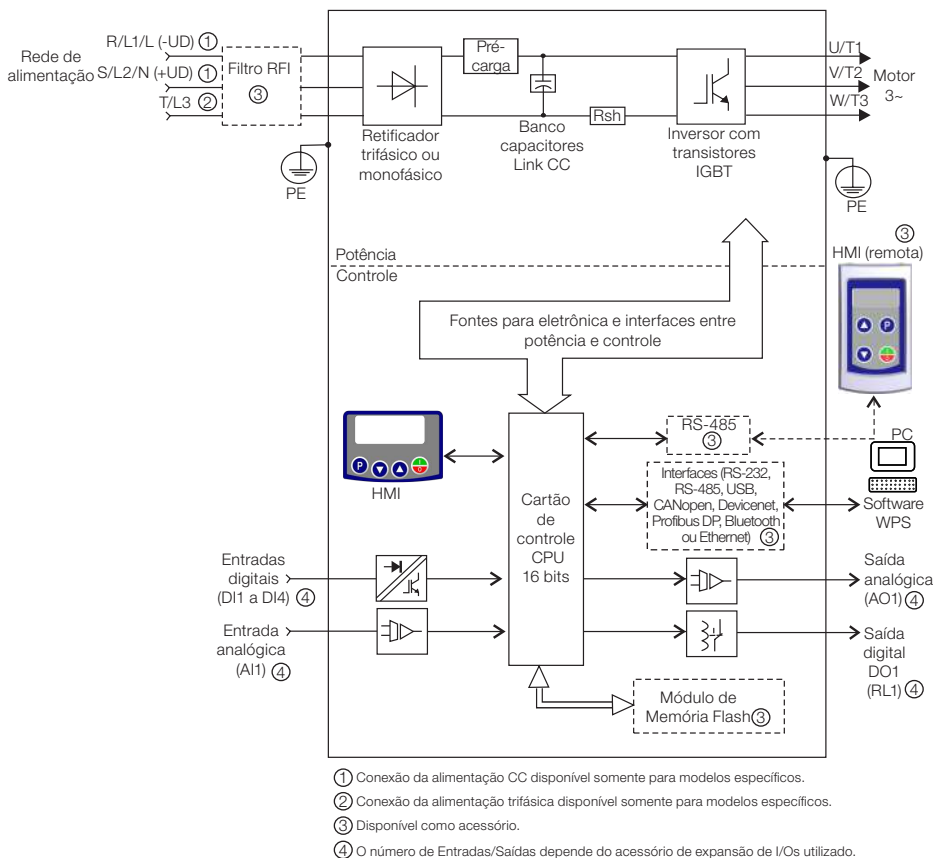 R/L1/L (-UD) ①
Rede de
alimentação
S/L2/N (+UD) ①
T/L3 ②
Filtro RFI
③
PE
Retificador
trifásico ou
monofásico
Pré-
carga
Banco
capacitores
Link CC
Rsh
Inversor com
transistores
IGBT
U/T1
V/T2
W/T3
Motor
3~
PE
Potência
Controle
③
HMI (remota)
P
Fontes para eletrônica e interfaces entre
potência e controle
P
HMI
Cartão
de
controle
CPU
16 bits
RS-485
③
Interfaces (RS-232,
RS-485, USB,
CANopen, Devicenet,
Profibus DP, Bluetooth
ou Ethernet) ③
PC
Software
WPS
Entradas
digitais
(DI1 a DI4) ④
Entrada
analógica
(AI1) ④
Saída
analógica
(AO1) ④
Saída
digital
DO1
(RL1) ④
Módulo de
Memória Flash ③
① Conexão da alimentação CC disponível somente para modelos específicos.
② Conexão da alimentação trifásica disponível somente para modelos específicos.
③ Disponível como acessório.
④ O número de Entradas/Saídas depende do acessório de expansão de I/Os utilizado.